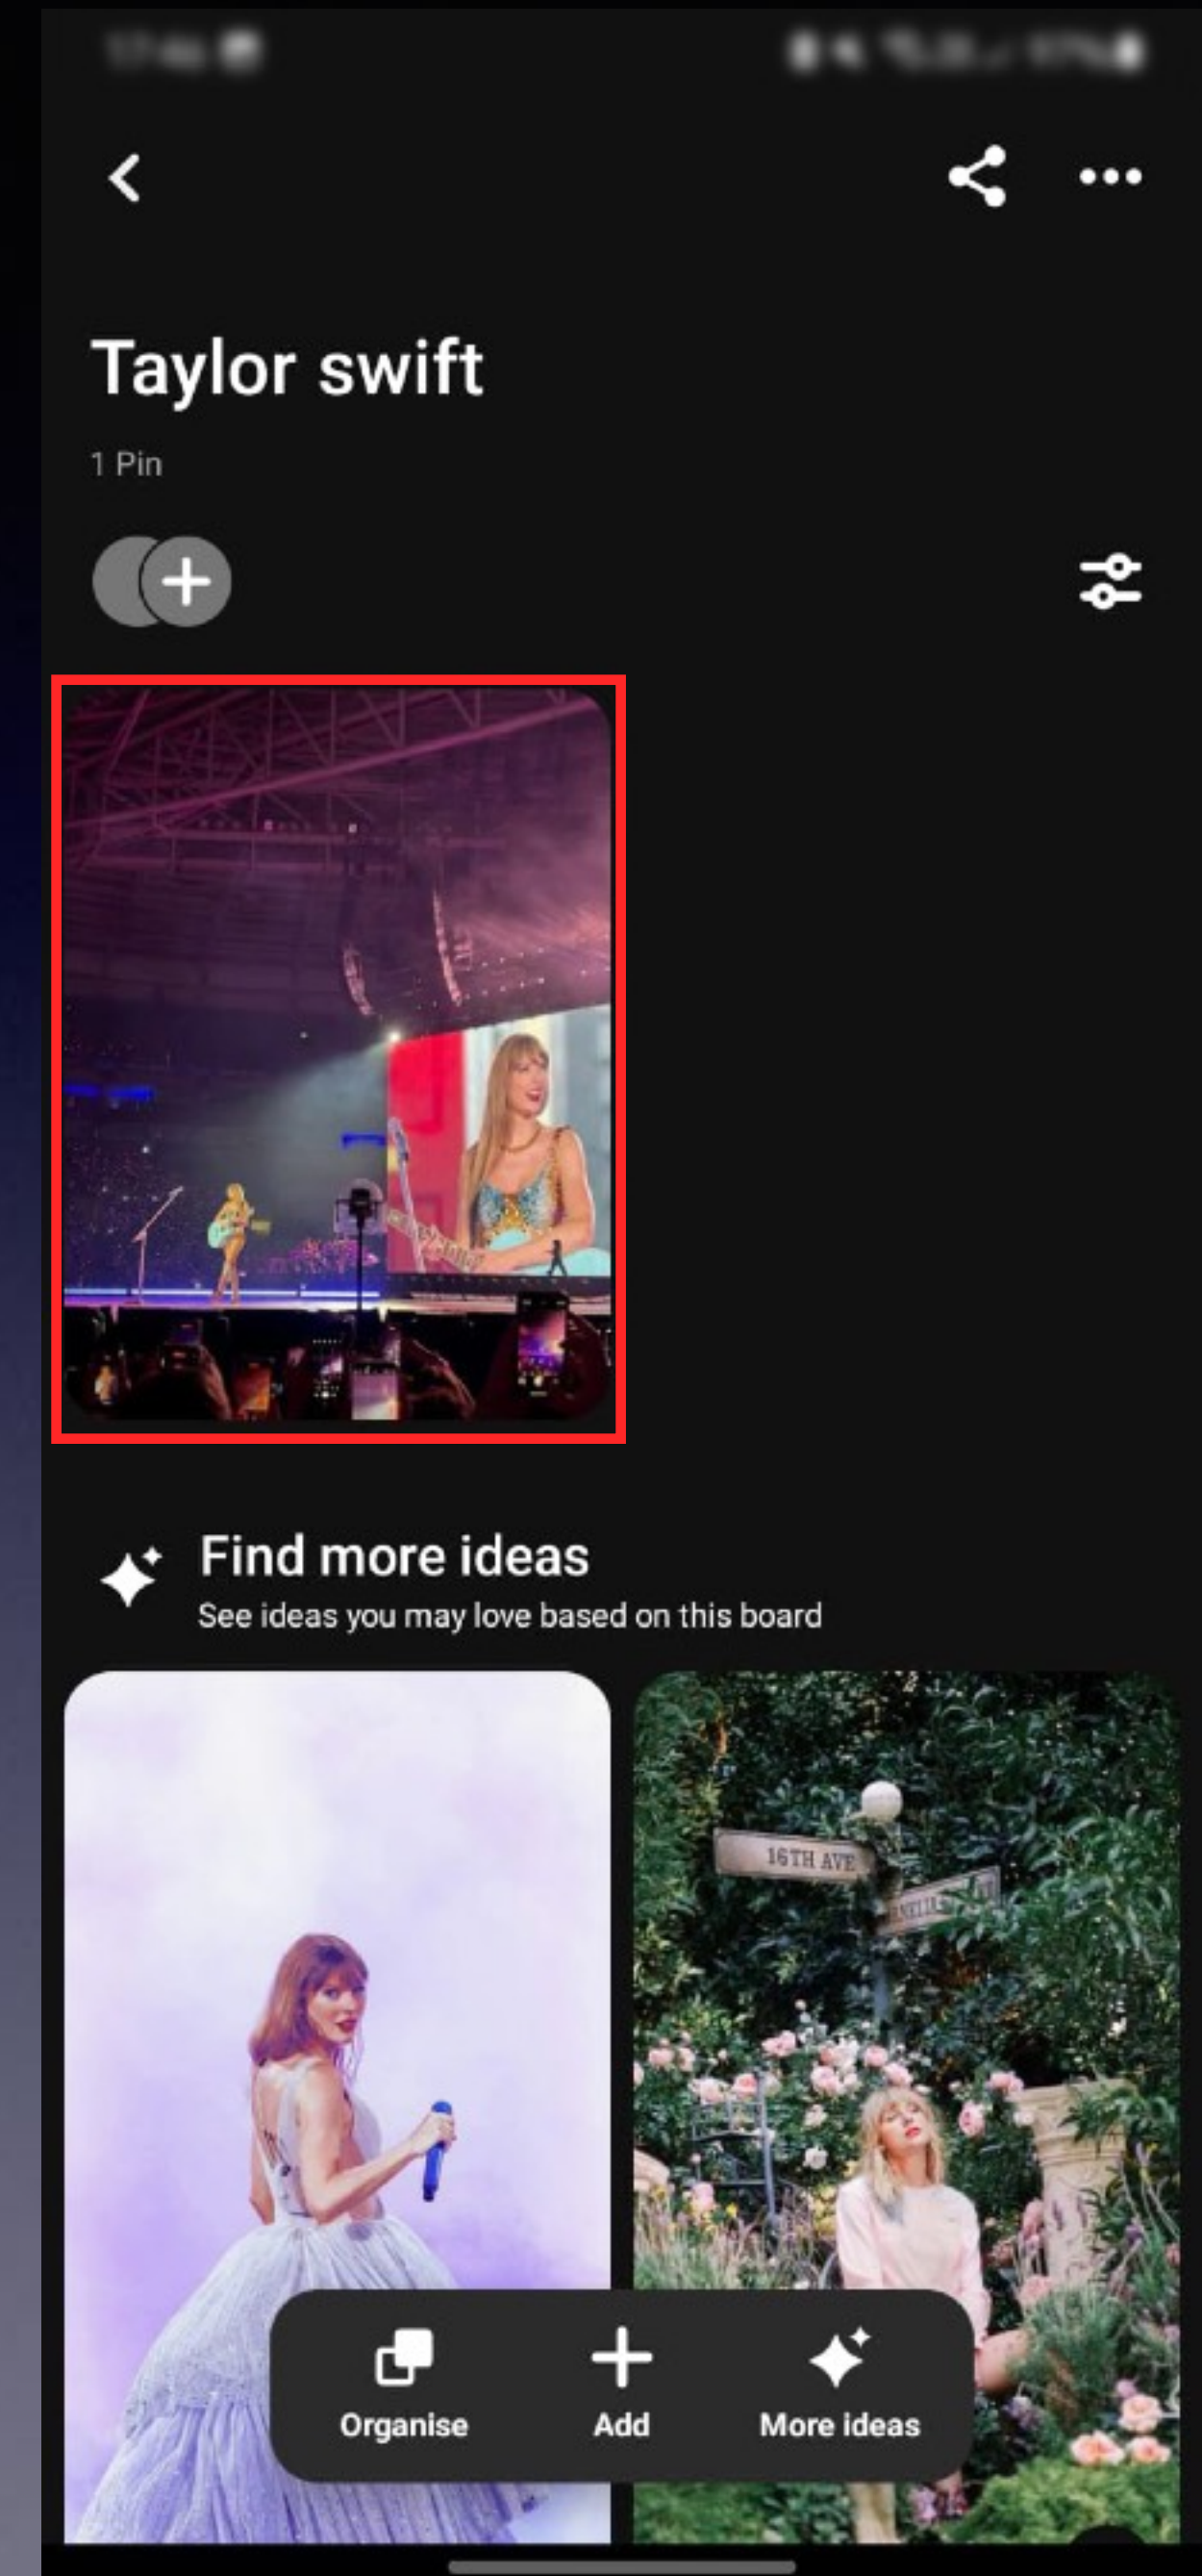 Taylor swift
1 Pin
Find more ideas
See ideas you may love based on this board
16TH AVE
Organise
Add
More ideas